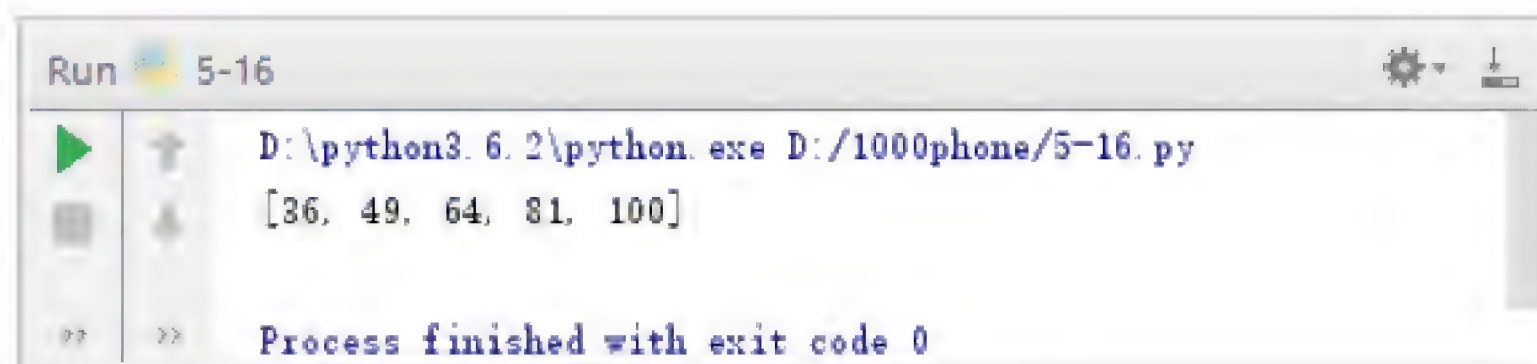 Run 5-16
D:\python3.6.2\python.exe D:/1000phone/5-16.py
[36, 49, 64, 81, 100]
Process finished with exit code 0